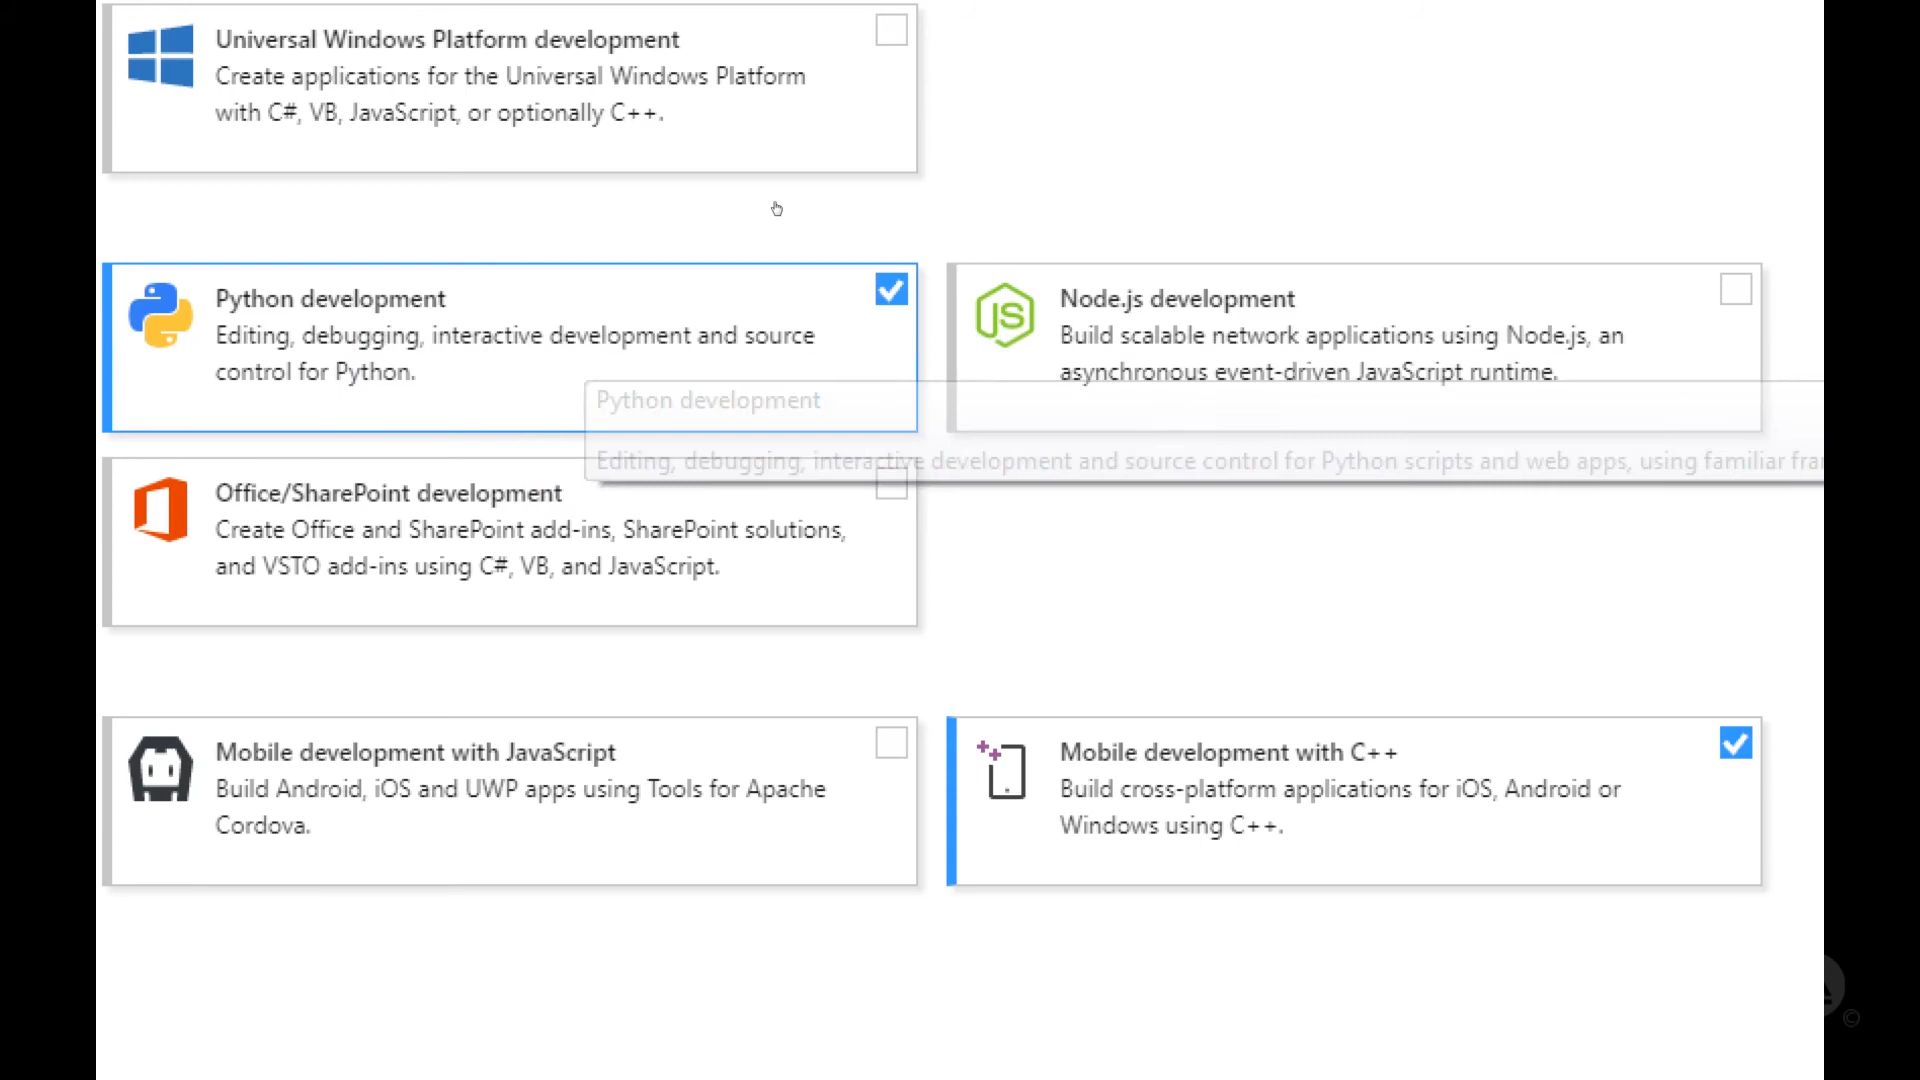 Universal Windows Platform development
Create applications for the Universal Windows Platform
with C#, VB, JavaScript, or optionally C++.
Python development
Editing, debugging, interactive development and source
control for Python.
Node.js development
Build scalable network applications using Node.js, an
asynchronous event-driven JavaScript runtime.
Python development
Editing, debugging, interactive development and source control for Python scripts and web apps, using familiar
Office/SharePoint development
Create Office and SharePoint add-ins, SharePoint solutions,
and VSTO add-ins using C#, VB, and JavaScript.
Mobile development with JavaScript
Build Android, iOS and UWP apps using Tools for Apache
Cordova.
Mobile development with C++
Build cross-platform applications for iOS, Android or
Windows using C++.